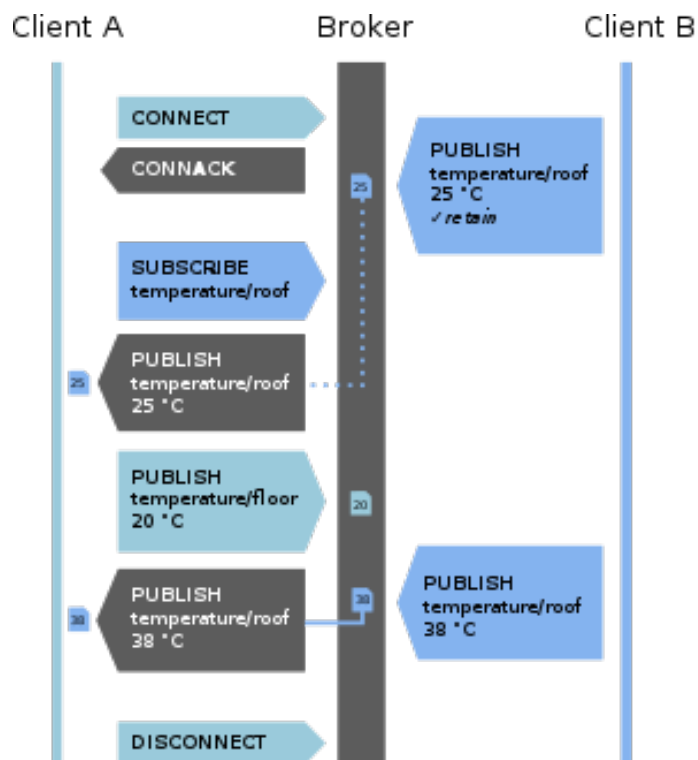 Client A
Broker
Client B
CONNECT
CONNACK
PUBLISH
temperature/roof
25 °C
✓retain
25
SUBSCRIBE
temperature/roof
PUBLISH
temperature/roof
25 °C
25
PUBLISH
temperature/floor
20 °C
20
PUBLISH
temperature/roof
38 °C
38
PUBLISH
temperature/roof
38 °C
38
DISCONNECT